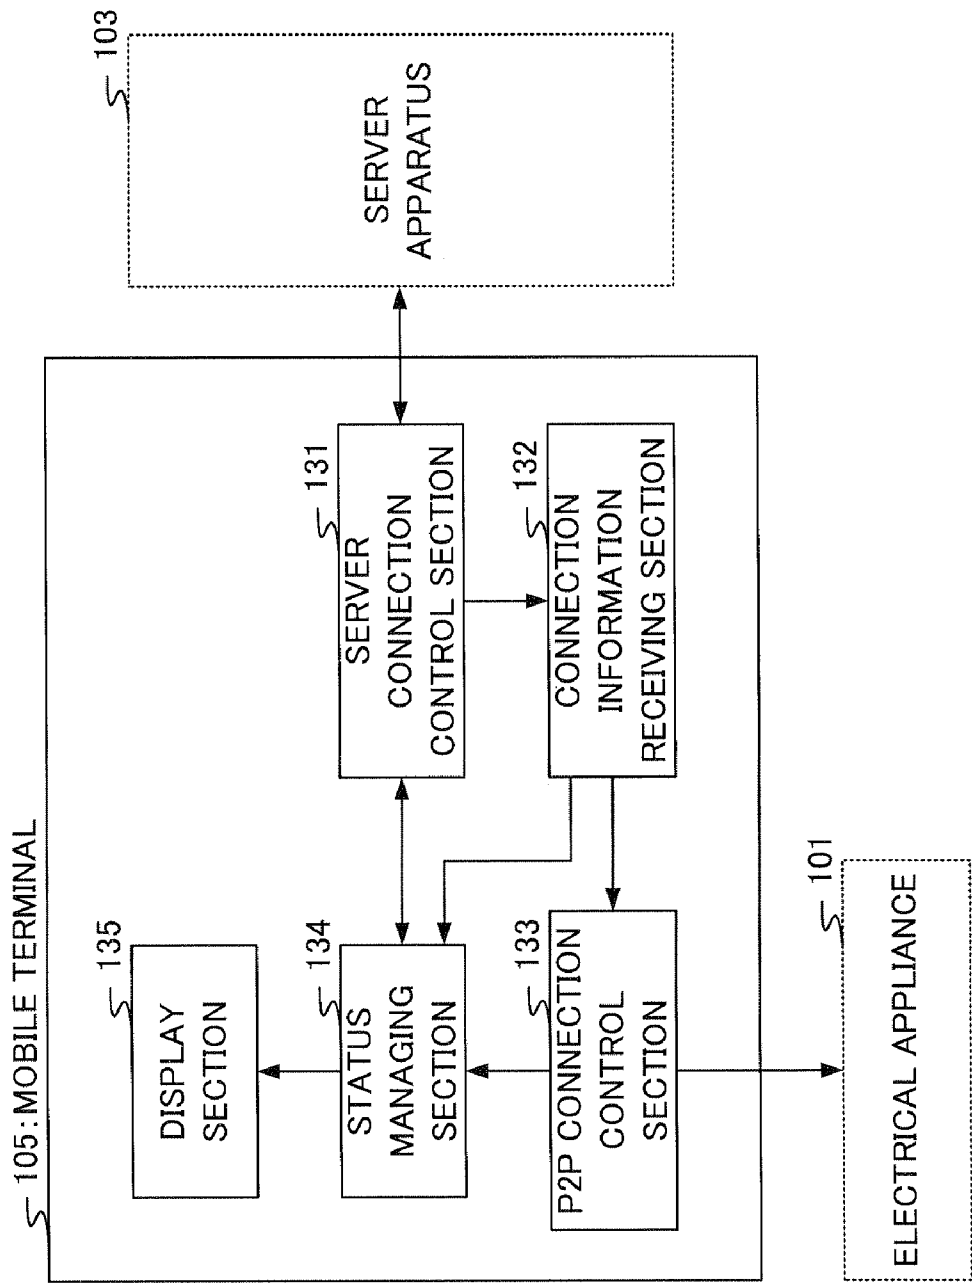 105:MOBILE TERMINAL
135
DISPLAY
SECTION
134
STATUS
MANAGING
SECTION
131
SERVER
CONNECTION
CONTROL SECTION
103
SERVER
APPARATUS
133
P2P CONNECTION
CONTROL
SECTION
132
CONNECTION
INFORMATION
RECEIVING SECTION
101
ELECTRICAL APPLIANCE